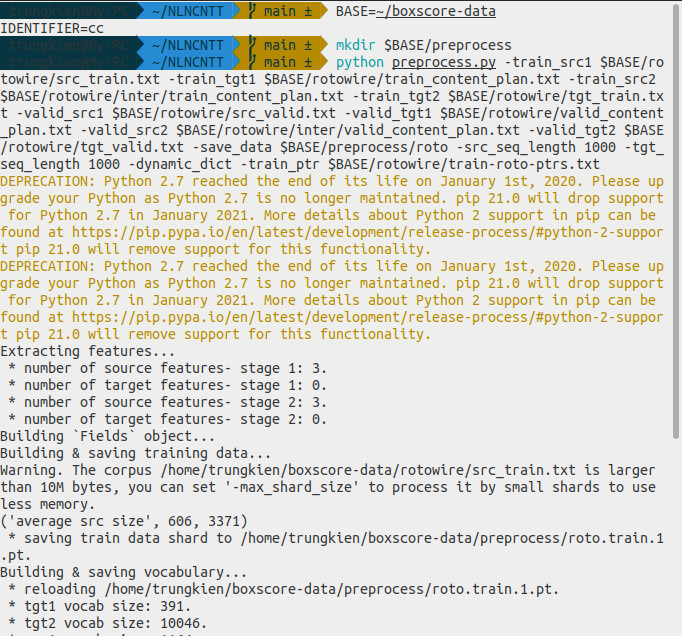 trungkien@My-PC ~/NLNCNTT main ± BASE=~/boxscore-data
IDENTIFIER=cc
trungkien@My-PC ~/NLNCNTT main ± mkdir $BASE/preprocess
trungkien@My-PC ~/NLNCNTT main ± python preprocess.py -train_src1 $BASE/ro
towire/src_train.txt -train_tgt1 $BASE/rotowire/train_content_plan.txt -train_src2
$BASE/rotowire/inter/train_content_plan.txt -train_tgt2 $BASE/rotowire/tgt_train.tx
t -valid_src1 $BASE/rotowire/src_valid.txt -valid_tgt1 $BASE/rotowire/valid_content
_plan.txt -valid_src2 $BASE/rotowire/inter/valid_content_plan.txt -valid_tgt2 $BASE
/rotowire/tgt_valid.txt -save_data $BASE/preprocess/roto -src_seq_length 1000 -tgt_
seq_length 1000 -dynamic_dict -train_ptr $BASE/rotowire/train-roto-ptrs.txt
DEPRECATION: Python 2.7 reached the end of its life on January 1st, 2020. Please up
grade your Python as Python 2.7 is no longer maintained. pip 21.0 will drop support
for Python 2.7 in January 2021. More details about Python 2 support in pip can be
found at https://pip.pypa.io/en/latest/development/release-process/#python-2-suppor
t pip 21.0 will remove support for this functionality.
DEPRECATION: Python 2.7 reached the end of its life on January 1st, 2020. Please up
grade your Python as Python 2.7 is no longer maintained. pip 21.0 will drop support
for Python 2.7 in January 2021. More details about Python 2 support in pip can be
found at https://pip.pypa.io/en/latest/development/release-process/#python-2-suppor
t pip 21.0 will remove support for this functionality.
Extracting features...
* number of source features- stage 1: 3.
* number of target features- stage 1: 0.
* number of source features- stage 2: 3.
* number of target features- stage 2: 0.
Building `Fields` object...
Building & saving training data...
Warning. The corpus /home/trungkien/boxscore-data/rotowire/src_train.txt is larger
than 10M bytes, you can set '-max_shard_size' to process it by small shards to use
less memory.
('average src size', 606, 3371)
* saving train data shard to /home/trungkien/boxscore-data/preprocess/roto.train.1
.pt.
Building & saving vocabulary...
* reloading /home/trungkien/boxscore-data/preprocess/roto.train.1.pt.
* tgt1 vocab size: 391.
* tgt2 vocab size: 10046.